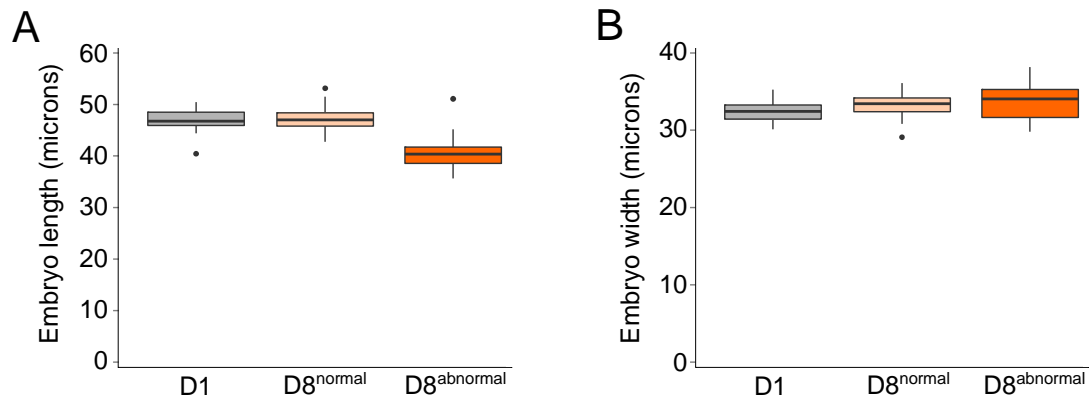 A
Embryo length (microns)
60
50
40
30
20
10
0
D1
D8normal
D8abnormal
B
Embryo width (microns)
40
30
20
10
0
D1
D8normal
D8abnormal